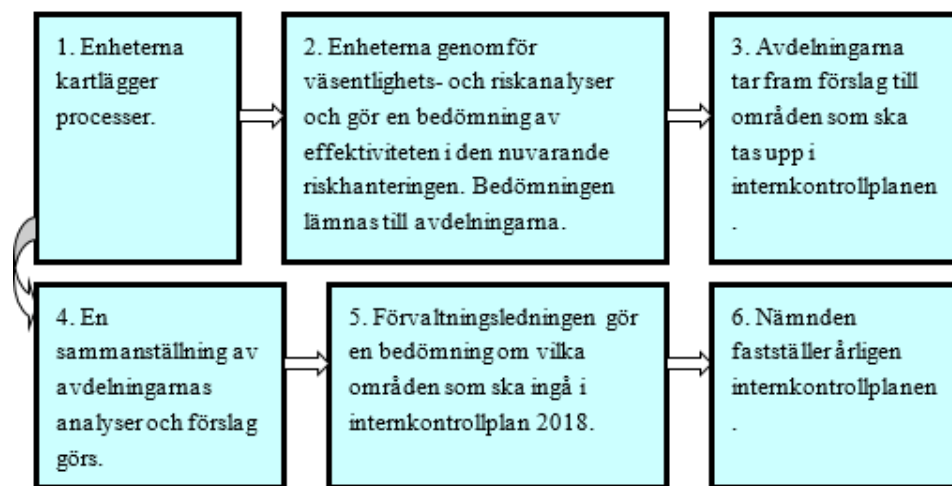 1. Enheterna
kartlägger
processer.
2. Enheterna genomför
väsentlighets- och riskanalyser
och gör en bedömning av
effektiviteten i den nuvarande
riskhanteringen. Bedömningen
lämnas till avdelningarna.
3. Avdelningarna
tar fram förslag till
områden som ska
tas upp i
internkontrollplanen
.
4. En
sammanställning av
avdelningarnas
analyser och förslag
görs.
5. Förvaltningsledningen gör
en bedömning om vilka
områden som ska ingå i
internkontrollplan 2018.
6. Nämnden
fastställer årligen
internkontrollplanen
.